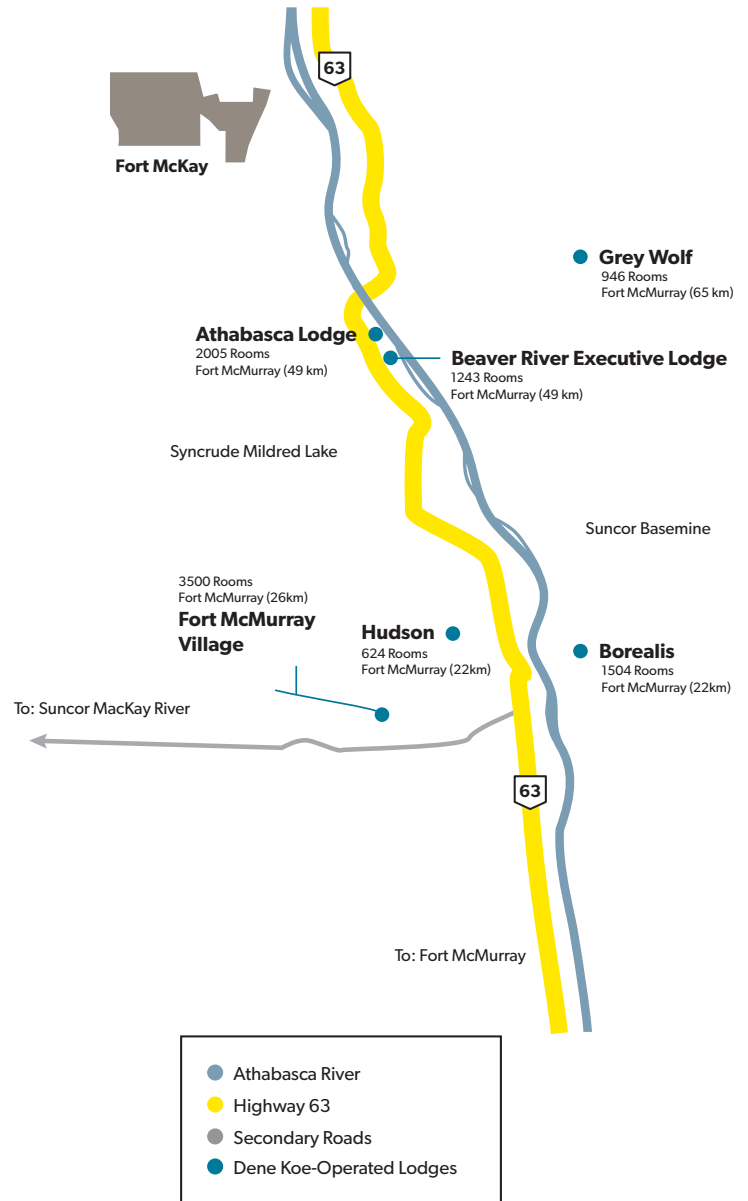 63
Fort McKay
Grey Wolf
946 Rooms
Fort McMurray (65 km)
Athabasca Lodge
2005 Rooms
Fort McMurray (49 km)
Beaver River Executive Lodge
1243 Rooms
Fort McMurray (49 km)
Syncrude Mildred Lake
Suncor Basemine
3500 Rooms
Fort McMurray (26km)
Fort McMurray
Village
Hudson
624 Rooms
Fort McMurray (22km)
Borealis
1504 Rooms
Fort McMurray (22km)
To: Suncor MacKay River
63
To: Fort McMurray
Athabasca River
Highway 63
Secondary Roads
Dene Koe-Operated Lodges